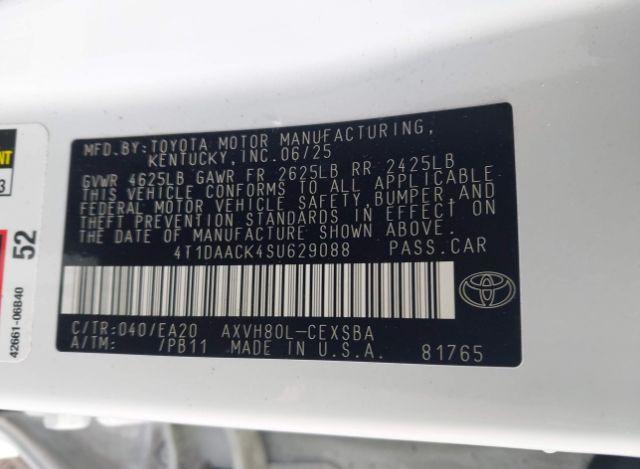 MFD.BY:TOYOTA MOTOR MANUFACTURING,
KENTUCKY,INC.06/25
GVWR 4625LB GAWR FR 2625LB RR 2425LB
THIS VEHICLE CONFORMS TO ALL APPLICABLE
FEDERAL MOTOR VEHICLE SAFETY,BUMPER,AND
THEFT PREVENTION STANDARDS IN EFFECT ON
THE DATE OF MANUFACTURE SHOWN ABOVE.
4T1DAACK4SU629088 PASS.CAR
C/TR:040/EA20 AXVH80L-CEXSBA
A/TM: /PB11 MADE IN U.S.A. 81765
52
42661-06B40